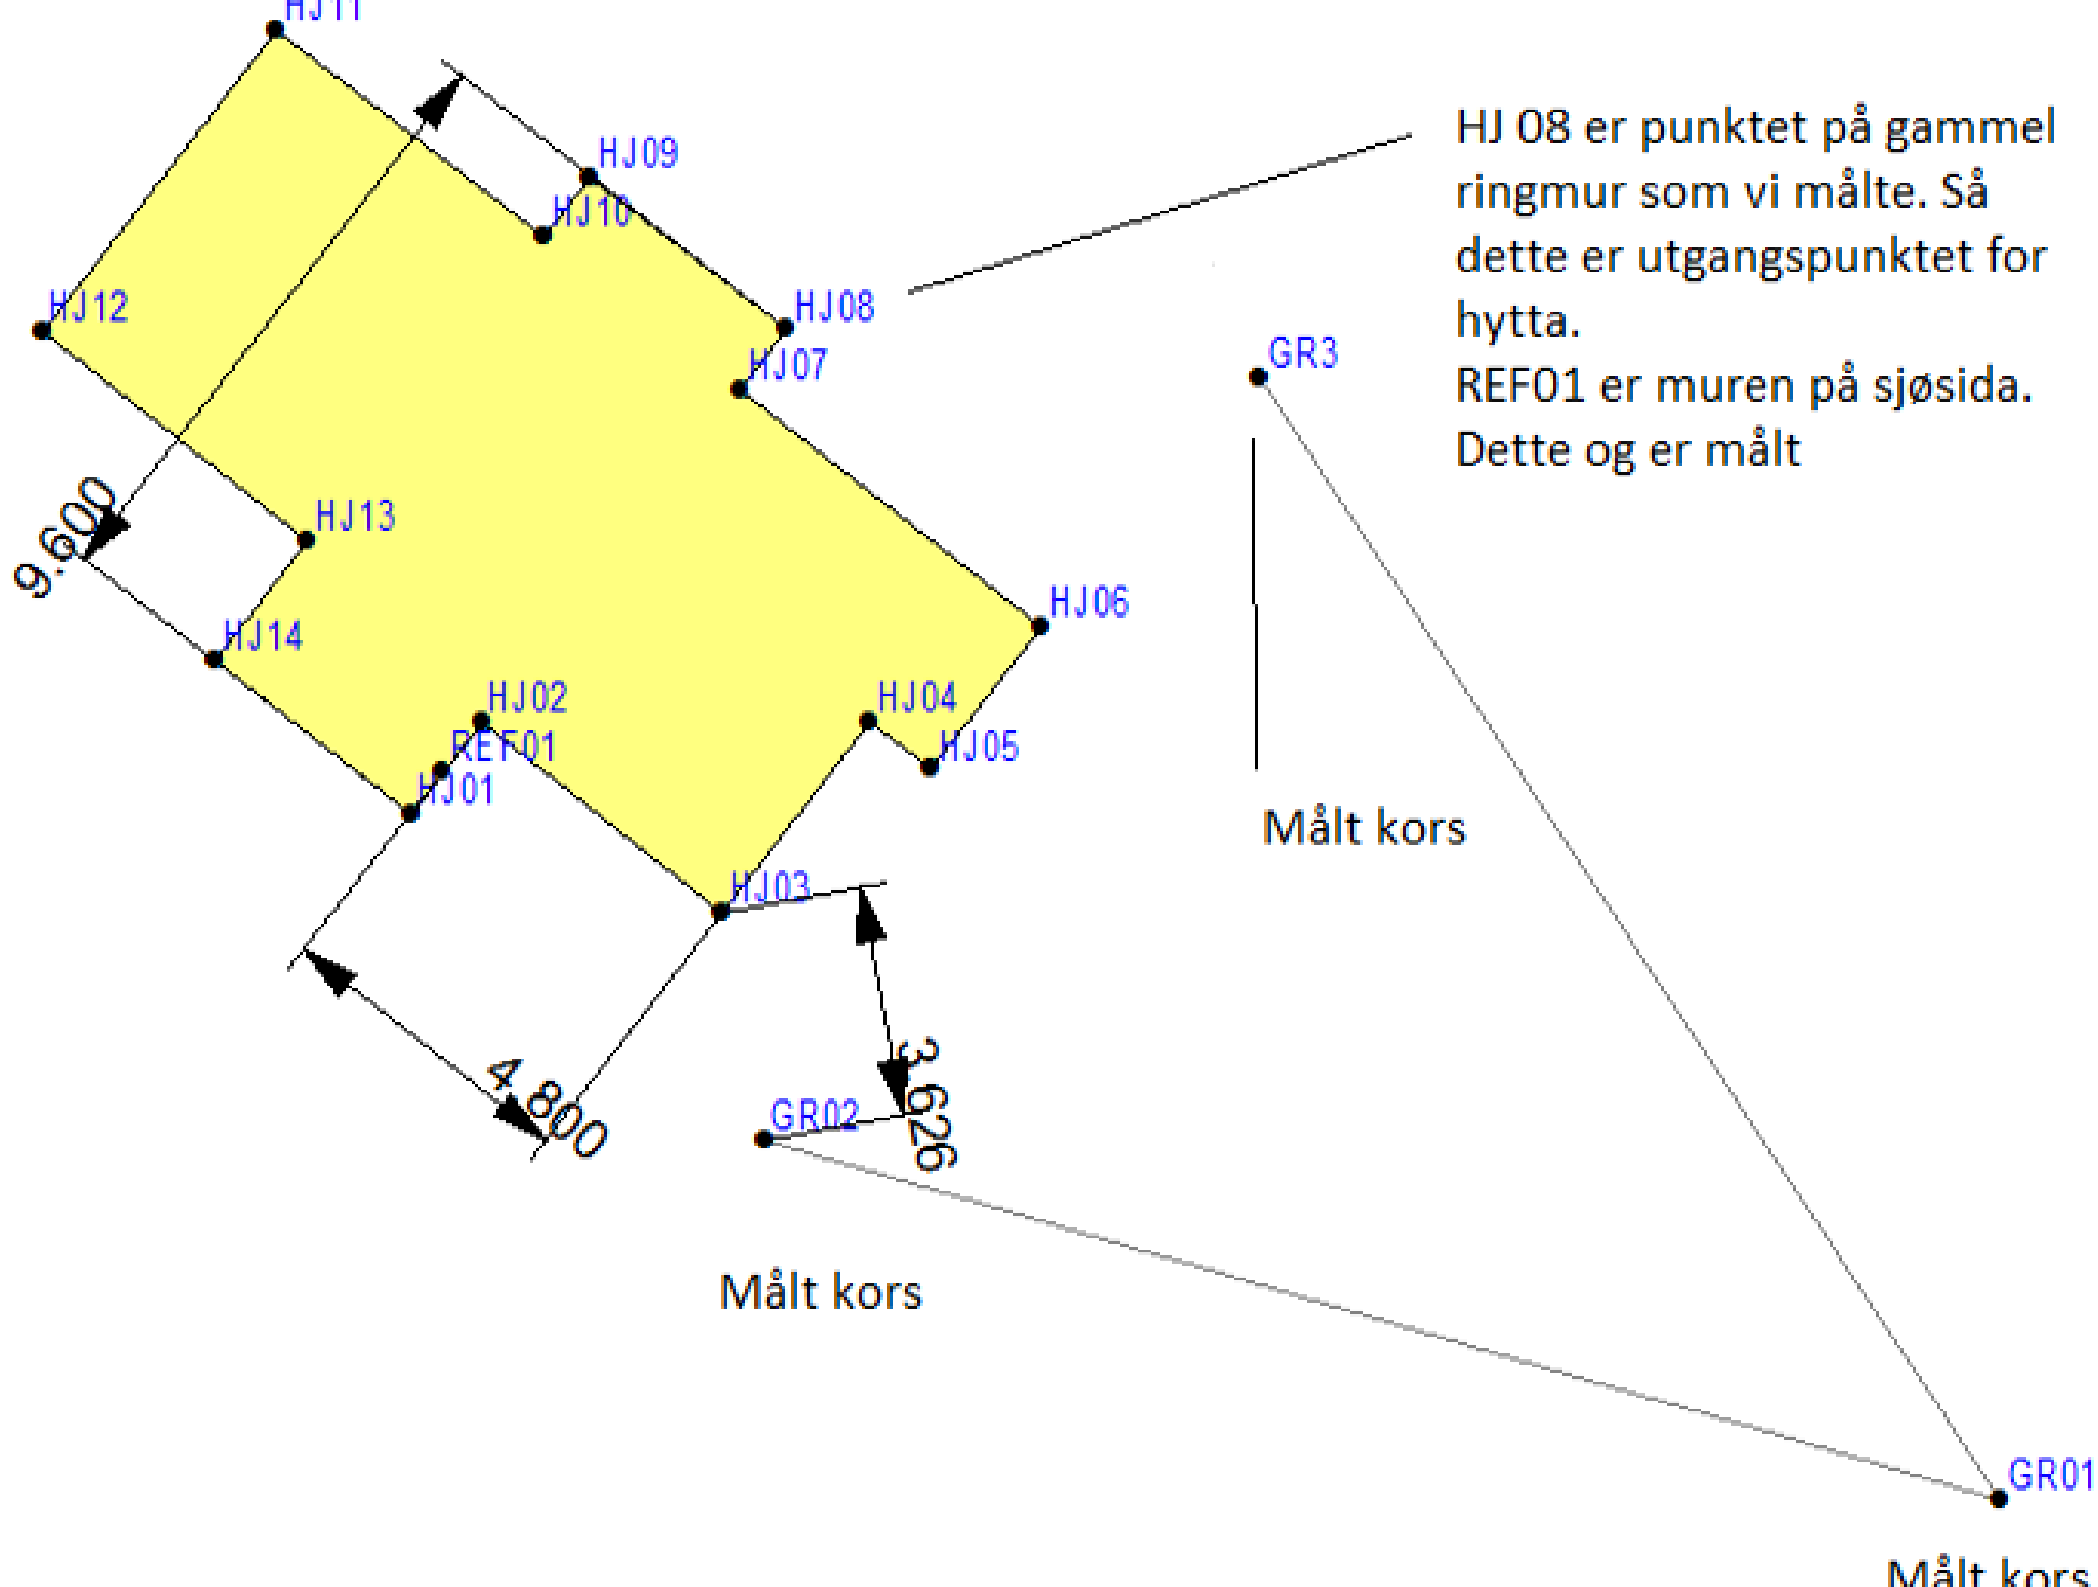 HJ11
HJ09
HJ10
HJ12
HJ08
HJ07
HJ 08 er punktet på gammel
ringmur som vi målte. Så
dette er utgangspunktet for
hytta.
REF01 er muren på sjøsida.
Dette og er målt
GR3
9.600
HJ13
HJ14
HJ06
HJ02
HJ04
REF01
HJ05
HJ01
Målt kors
HJ03
4.800
3.626
GR02
Målt kors
GR01
Målt kors